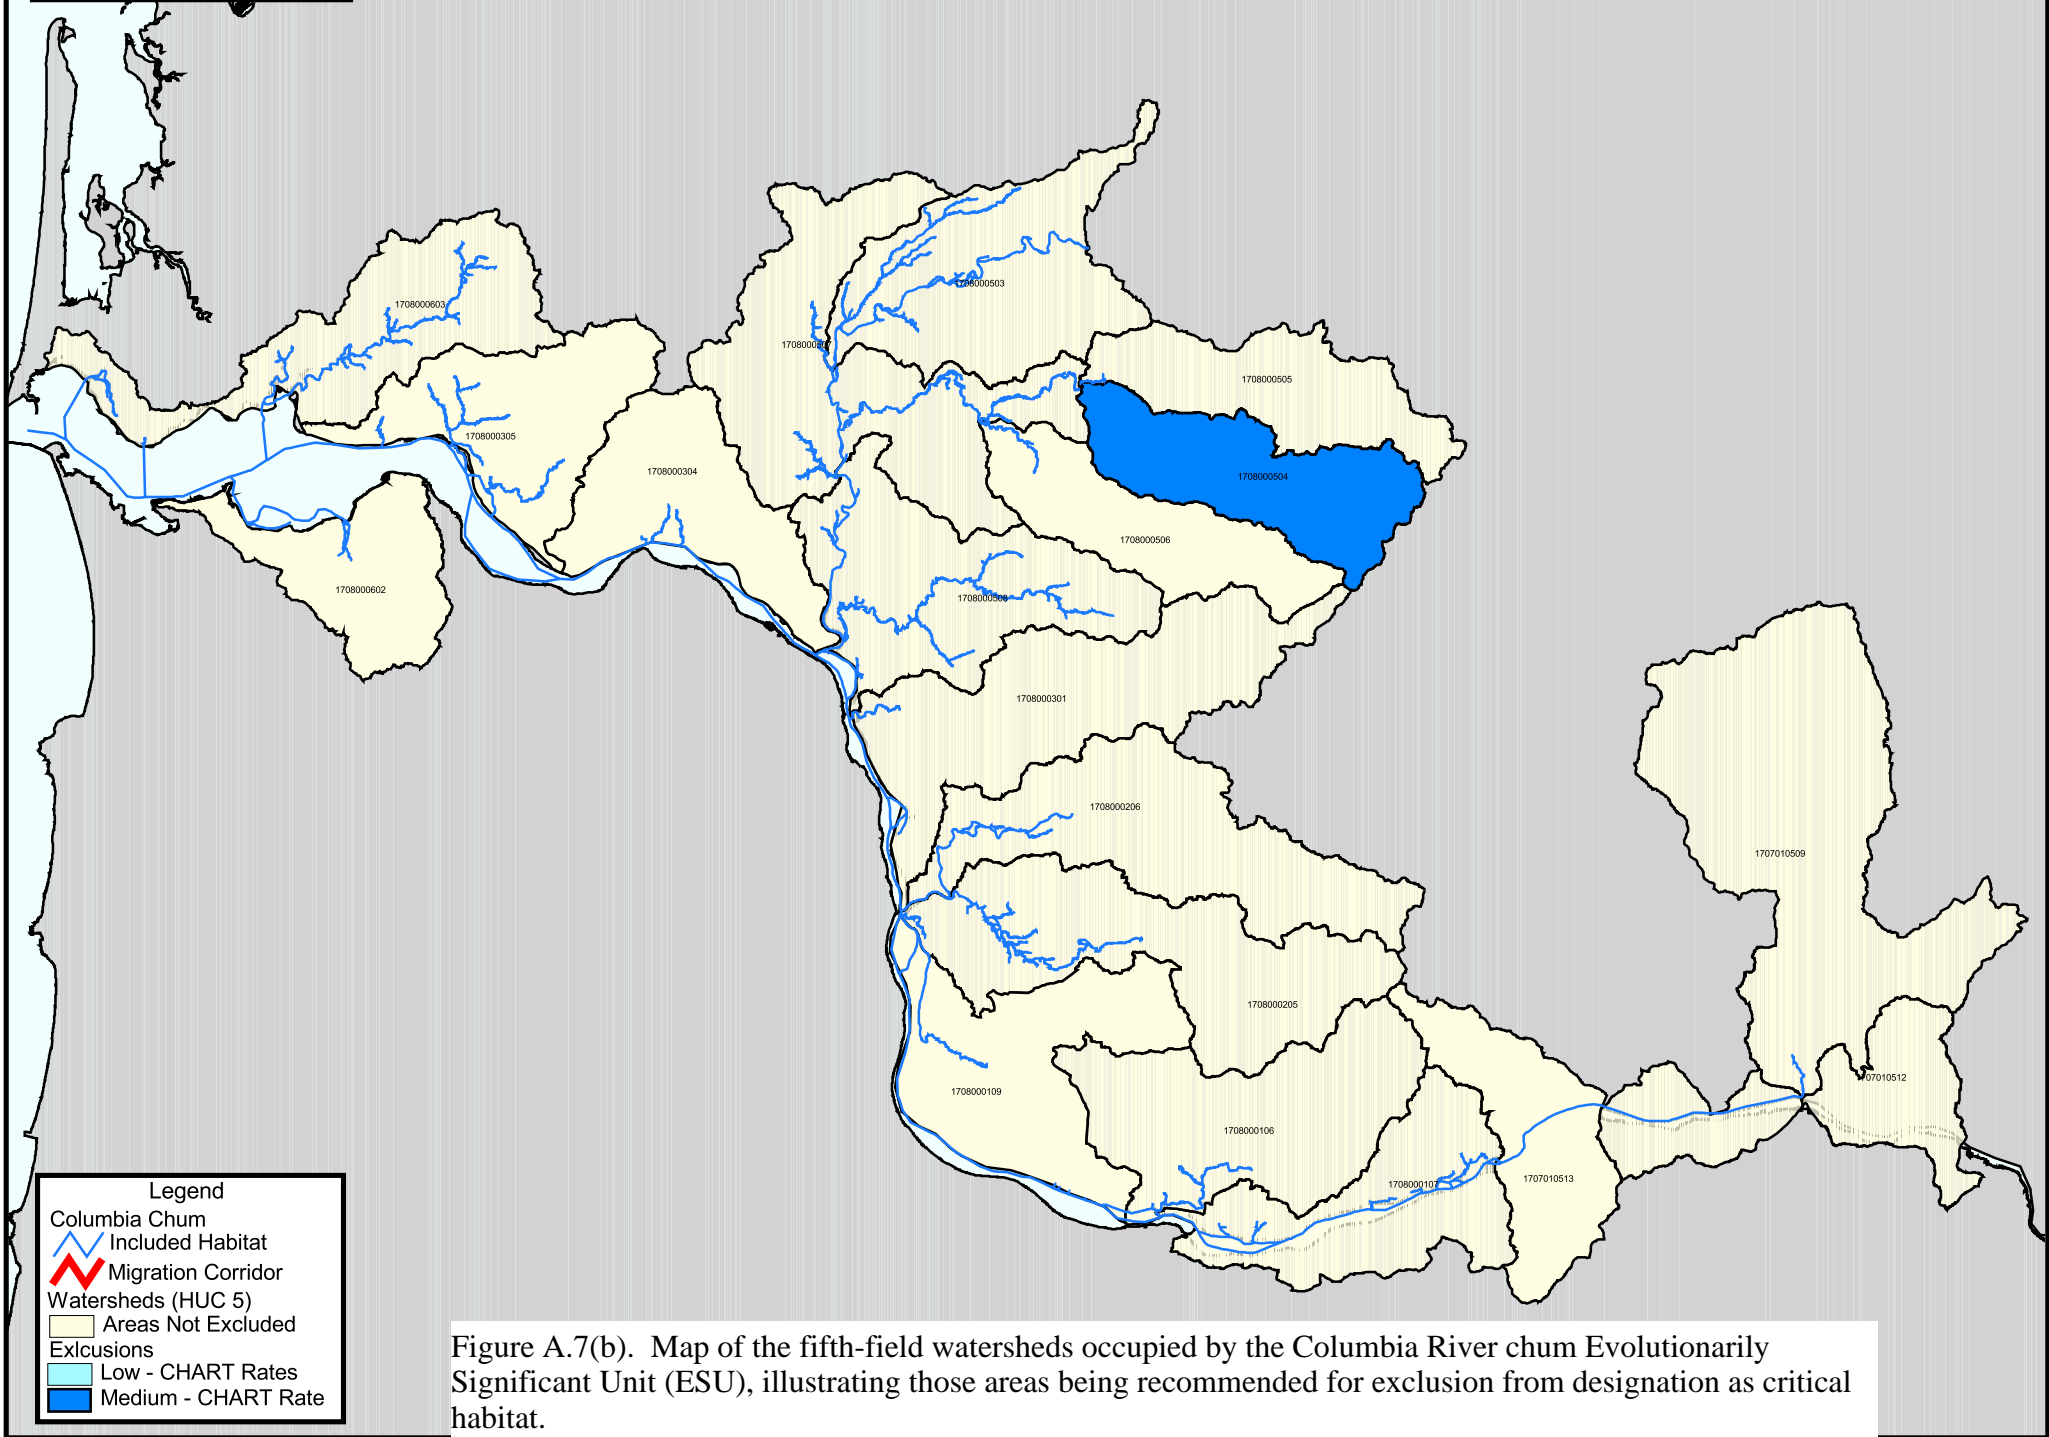 1708000603
1708000503
1708000507
1708000505
1708000305
1708000304
1708000504
1708000506
1708000602
1708000508
1708000301
1708000206
1707010509
1708000205
1708000109
1707010512
1708000106
1708000107
1707010513
Legend
Columbia Chum
Included Habitat
Migration Corridor
Watersheds (HUC 5)
Areas Not Excluded
Exlcusions
Low - CHART Rates
Medium - CHART Rate
Figure A.7(b). Map of the fifth-field watersheds occupied by the Columbia River chum Evolutionarily
Significant Unit (ESU), illustrating those areas being recommended for exclusion from designation as critical
habitat.